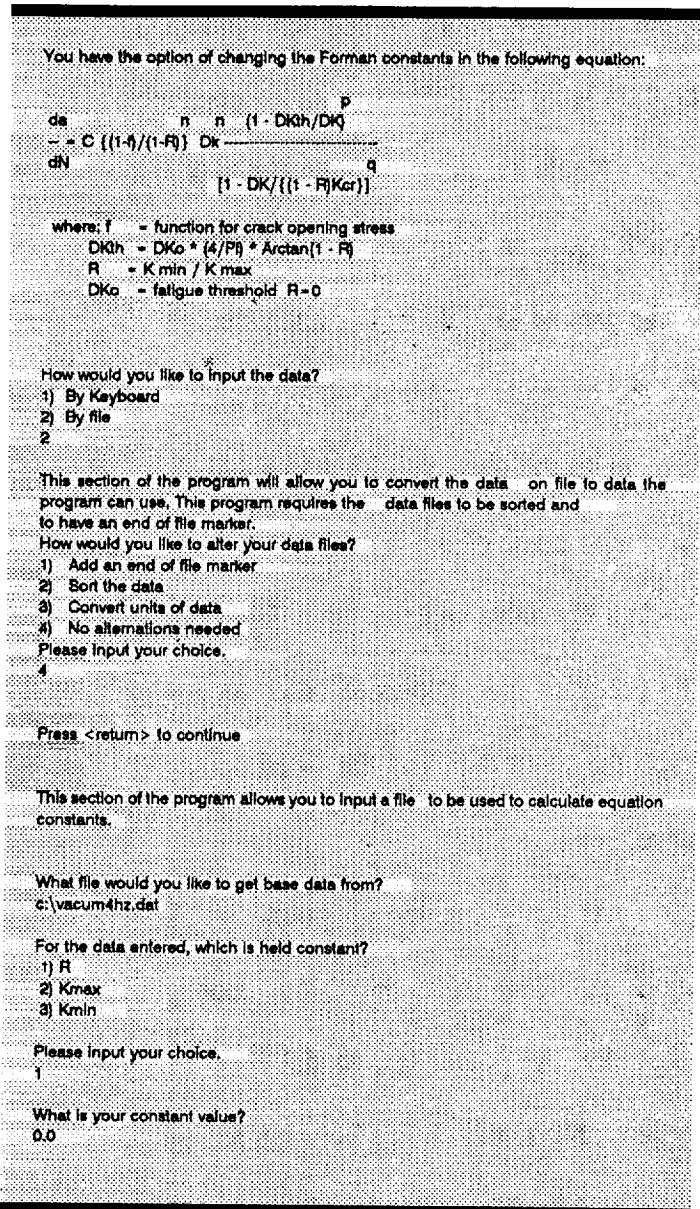 You have the option of changing the Forman constants in the following equation:
p
da n n (1 - DKth/DK)
-- = C {(1-f)/(1-R)} Dk -------------------------
dN q
[1 - DK/{(1 - R)Kcr}]
where: f = function for crack opening stress
DKth = DKo * (4/PI) * Arctan(1 - R)
R = K min / K max
DKo = fatigue threshold R=0
How would you like to input the data?
1) By Keyboard
2) By file
2
This section of the program will allow you to convert the data on file to data the
program can use. This program requires the data files to be sorted and
to have an end of file marker.
How would you like to alter your data files?
1) Add an end of file marker
2) Sort the data
3) Convert units of data
4) No alternations needed
Please input your choice.
4
Press <return> to continue
This section of the program allows you to input a file to be used to calculate equation
constants.
What file would you like to get base data from?
c:\vacum4hz.dat
For the data entered, which is held constant?
1) R
2) Kmax
3) Kmin
Please input your choice.
1
What is your constant value?
0.0